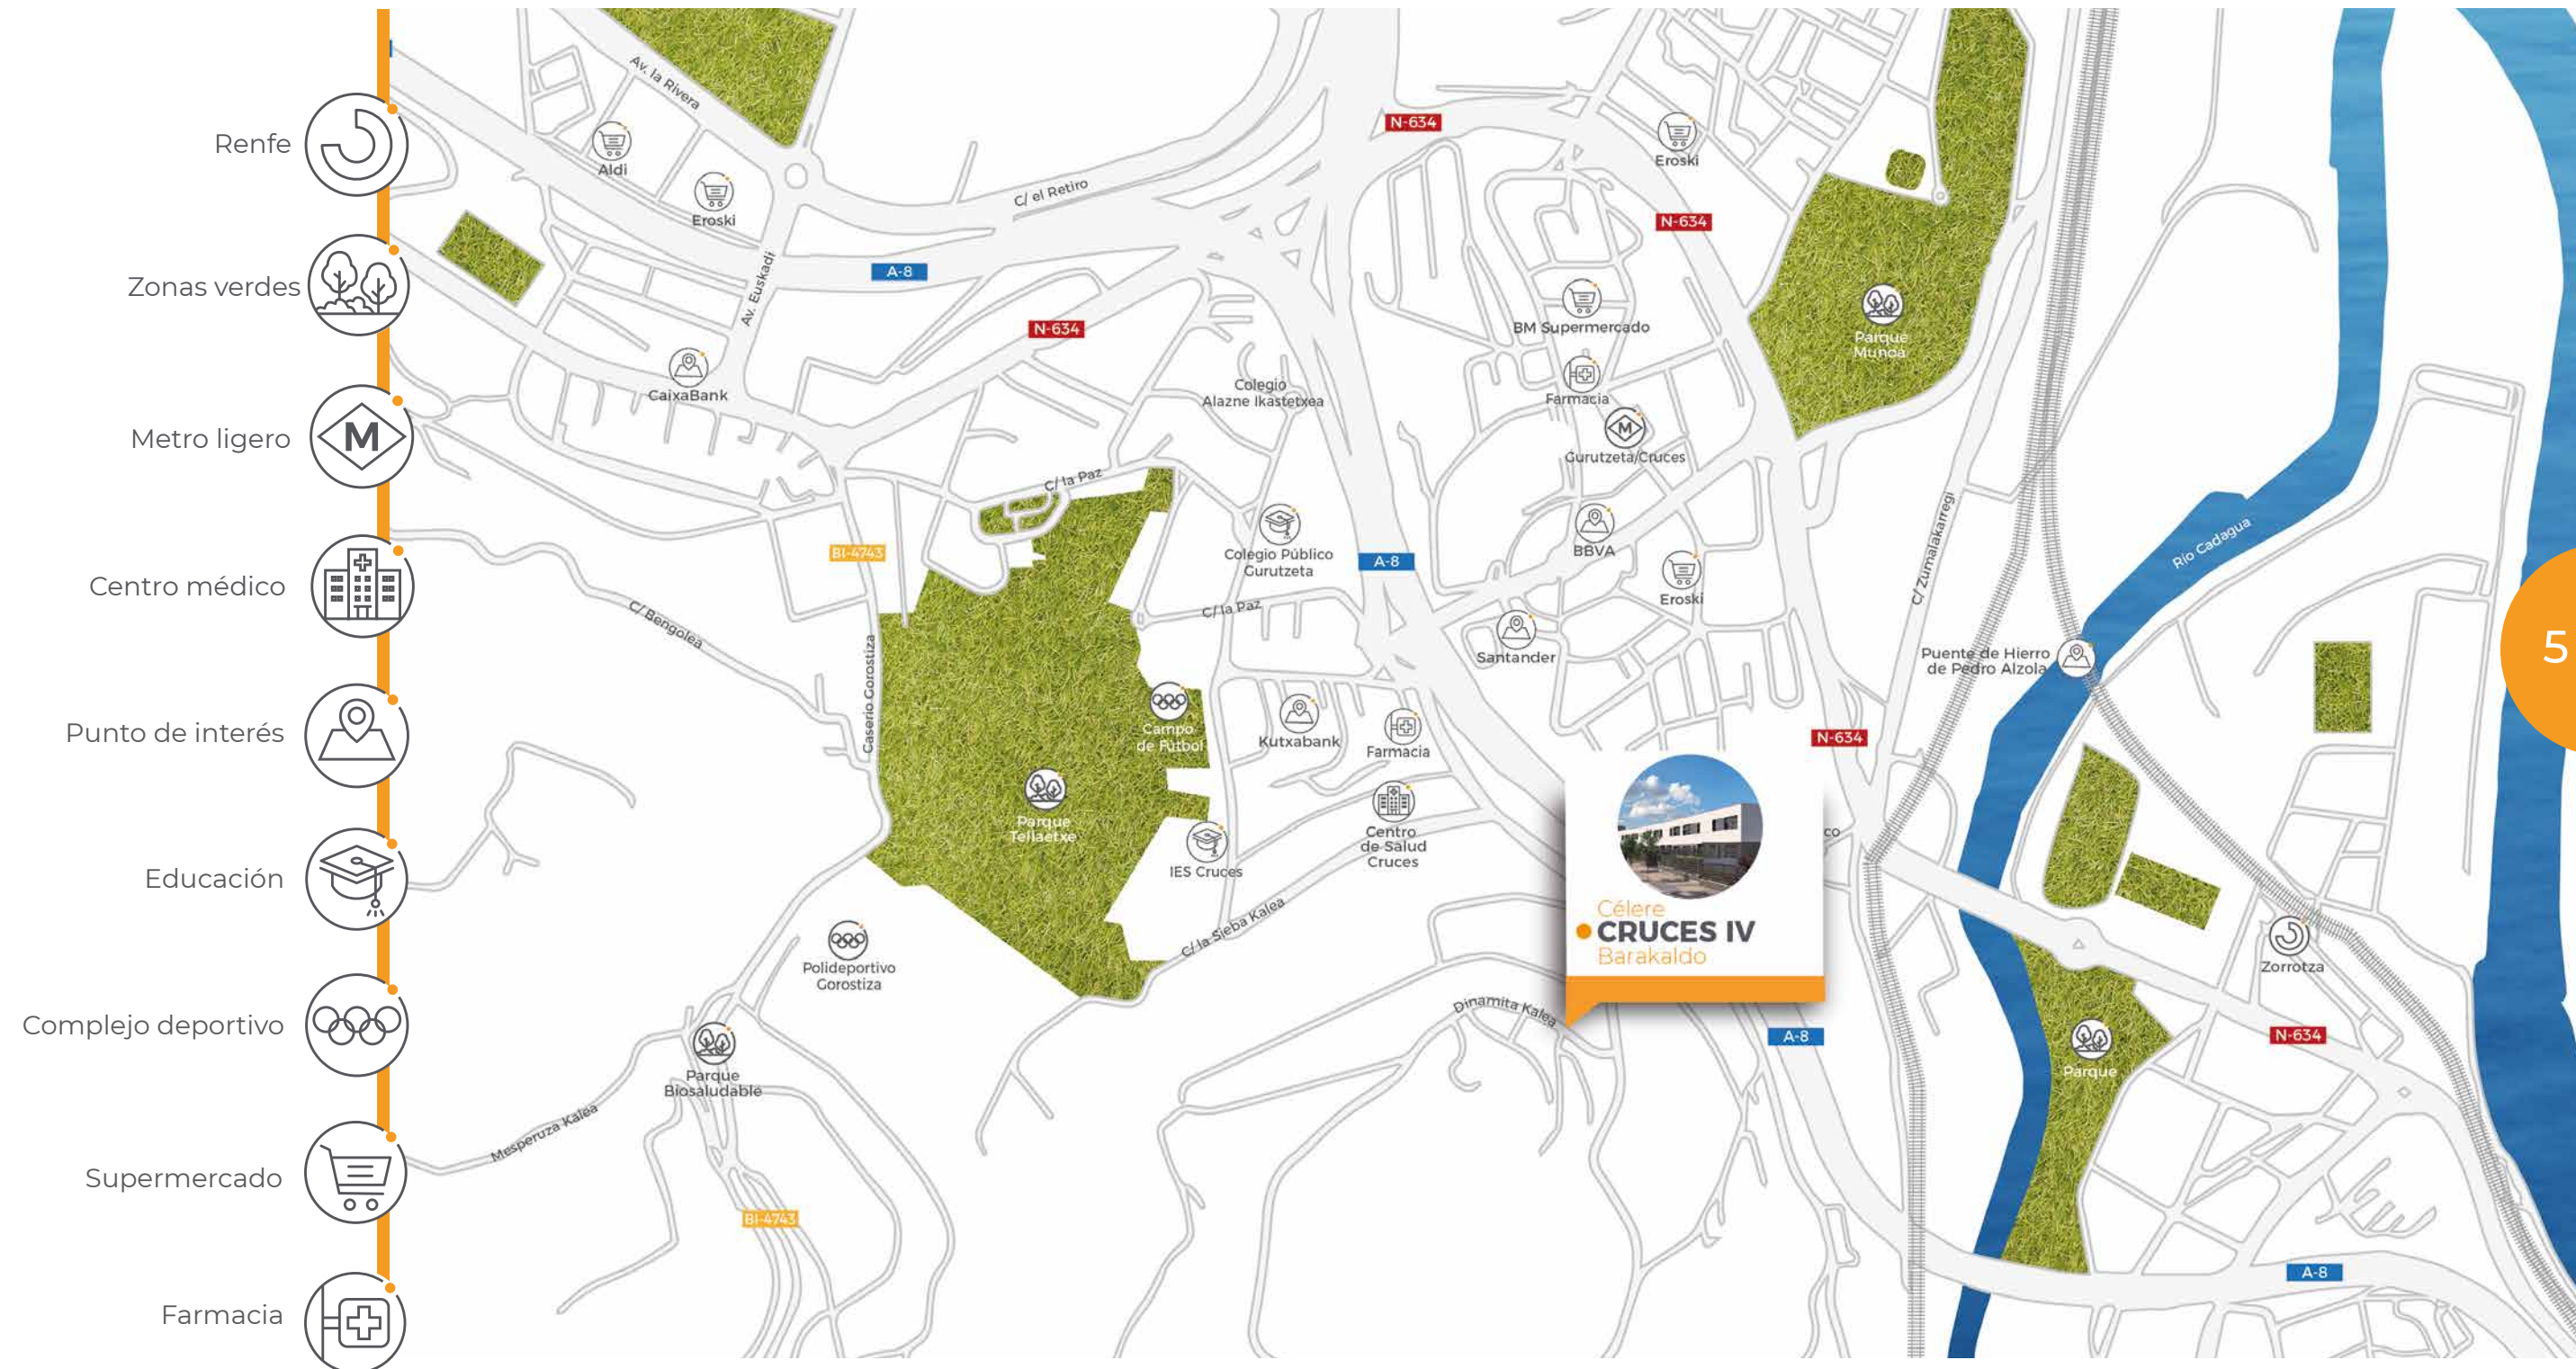 Renfe
Zonas verdes
Metro ligero
M
Centro médico
Punto de interés
Educación
Complejo deportivo
Supermercado
Farmacia
Av. la Rivera
Aldi
Eroski
C/ el Retiro
A-8
Av. Euskadi
N-634
CaixaBank
N-634
Eroski
N-634
BM Supermercado
Parque
Munoa
Farmacia
M
Gurutzeta/Cruces
Colegio
Alazne Ikastetxea
C/ la Paz
BI-4743
Colegio Público
Gurutzeta
A-8
BBVA
Eroski
C/ Zumalakarregi
Río Cadagua
C/ Bengolea
Caserio Gorostiza
C/ la Paz
Santander
Puente de Hierro
de Pedro Alzola
5
Campo
de Fútbol
Kutxabank
Farmacia
N-634
Parque
Tellaetxe
IES Cruces
Centro
de Salud
Cruces
co
Célere
CRUCES IV
Barakaldo
C/ la Sieba Kalea
Polideportivo
Gorostiza
Zorrotza
Dinamita Kalea
A-8
N-634
Parque
Parque
Biosaludable
Mesperuza Kalea
BI-4743
A-8